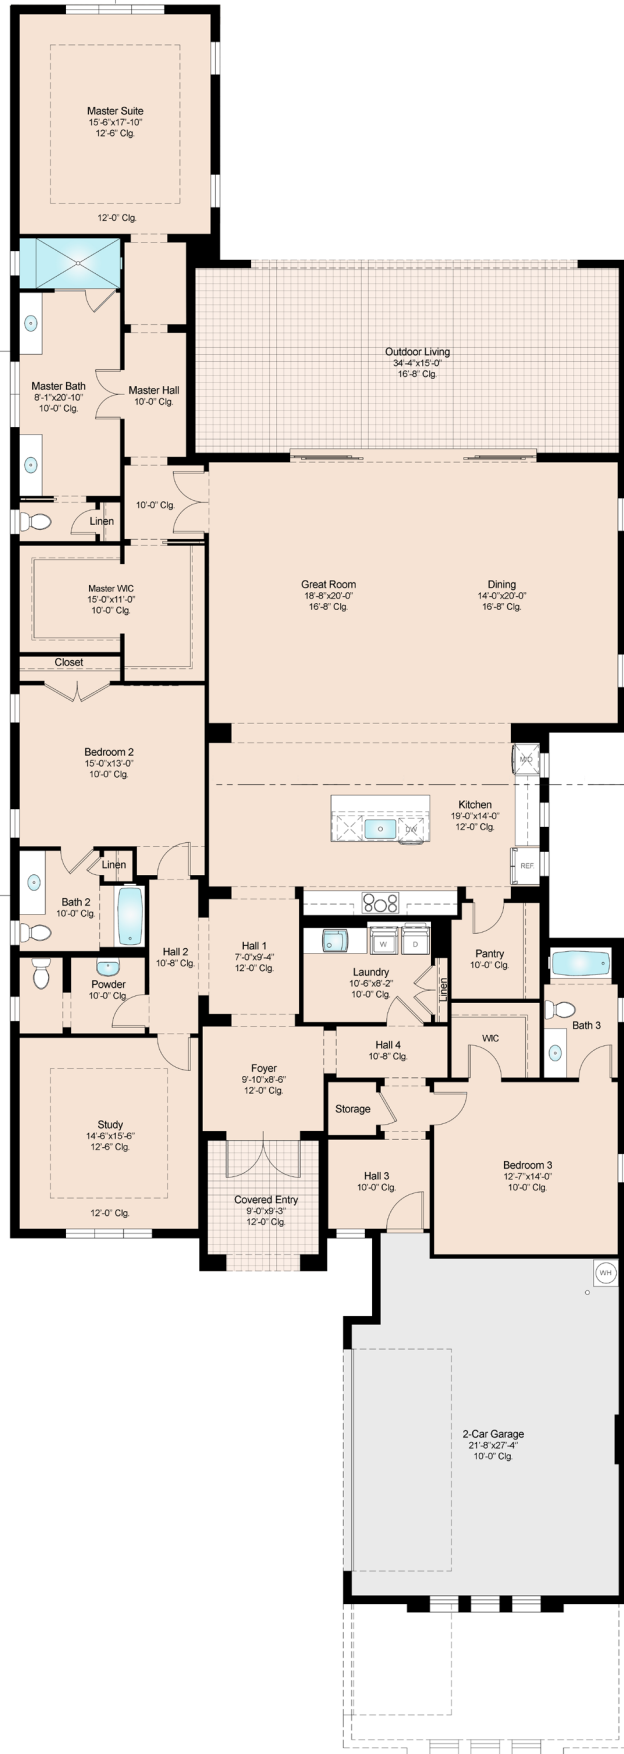 Master Suite
15'-6"x17'-10"
12'-6" Clg.
12'-0" Clg.
Outdoor Living
34'-4"x15'-0"
16'-8" Clg.
Master Bath
8'-1"x20'-10"
10'-0" Clg.
Master Hall
10'-0" Clg.
10'-0" Clg.
Linen
Master WIC
15'-0"x11'-0"
10'-0" Clg.
Great Room
18'-8"x20'-0"
16'-8" Clg.
Dining
14'-0"x20'-0"
16'-8" Clg.
Closet
Bedroom 2
15'-0"x13'-0"
10'-0" Clg.
M/O
Kitchen
19'-0"x14'-0"
12'-0" Clg.
DW
REF.
Linen
Bath 2
10'-0" Clg.
Hall 2
10'-8" Clg.
Hall 1
7'-0"x9'-4"
12'-0" Clg.
W
D
Laundry
10'-6"x8'-2"
10'-0" Clg.
Linen
Pantry
10'-0" Clg.
Powder
10'-0" Clg.
Bath 3
WIC
Hall 4
10'-8" Clg.
Foyer
9'-10"x8'-6"
12'-0" Clg.
Storage
Study
14'-6"x15'-6"
12'-6" Clg.
12'-0" Clg.
Hall 3
10'-0" Clg.
Bedroom 3
12'-7"x14'-0"
10'-0" Clg.
Covered Entry
9'-0"x9'-3"
12'-0" Clg.
WH
2-Car Garage
21'-8"x27'-4"
10'-0" Clg.